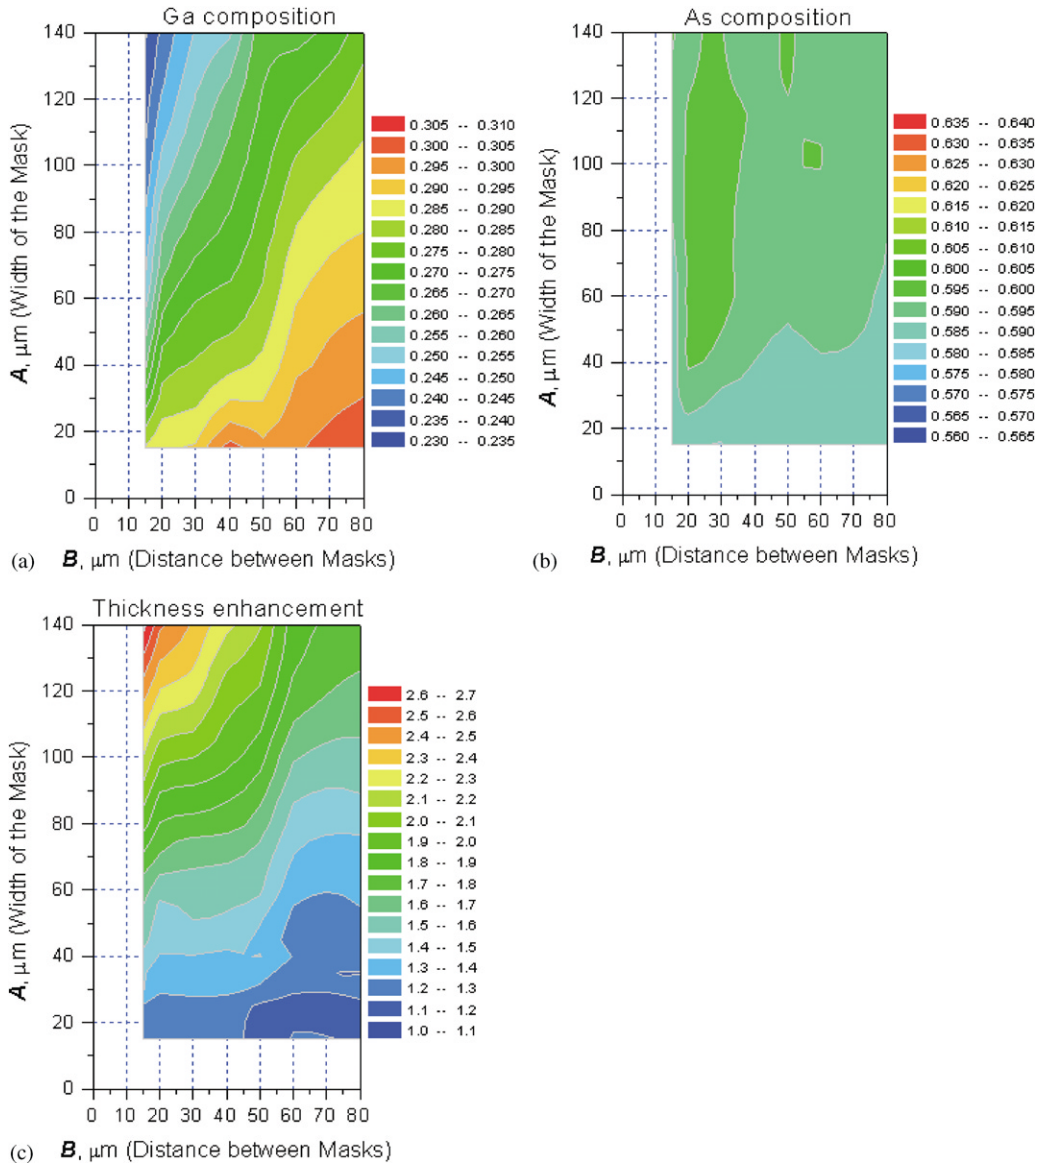 Ga composition
140
120
100
80
60
40
20
0
A, μm (Width of the Mask)
0 10 20 30 40 50 60 70 80
(a) B, μm (Distance between Masks)
0.305 -- 0.310
0.300 -- 0.305
0.295 -- 0.300
0.290 -- 0.295
0.285 -- 0.290
0.280 -- 0.285
0.275 -- 0.280
0.270 -- 0.275
0.265 -- 0.270
0.260 -- 0.265
0.255 -- 0.260
0.250 -- 0.255
0.245 -- 0.250
0.240 -- 0.245
0.235 -- 0.240
0.230 -- 0.235
As composition
140
120
100
80
60
40
20
0
A, μm (Width of the Mask)
0 10 20 30 40 50 60 70 80
(b) B, μm (Distance between Masks)
0.635 -- 0.640
0.630 -- 0.635
0.625 -- 0.630
0.620 -- 0.625
0.615 -- 0.620
0.610 -- 0.615
0.605 -- 0.610
0.600 -- 0.605
0.595 -- 0.600
0.590 -- 0.595
0.585 -- 0.590
0.580 -- 0.585
0.575 -- 0.580
0.570 -- 0.575
0.565 -- 0.570
0.560 -- 0.565
Thickness enhancement
140
120
100
80
60
40
20
0
A, μm (Width of the Mask)
0 10 20 30 40 50 60 70 80
(c) B, μm (Distance between Masks)
2.6 -- 2.7
2.5 -- 2.6
2.4 -- 2.5
2.3 -- 2.4
2.2 -- 2.3
2.1 -- 2.2
2.0 -- 2.1
1.9 -- 2.0
1.8 -- 1.9
1.7 -- 1.8
1.6 -- 1.7
1.5 -- 1.6
1.4 -- 1.5
1.3 -- 1.4
1.2 -- 1.3
1.1 -- 1.2
1.0 -- 1.1